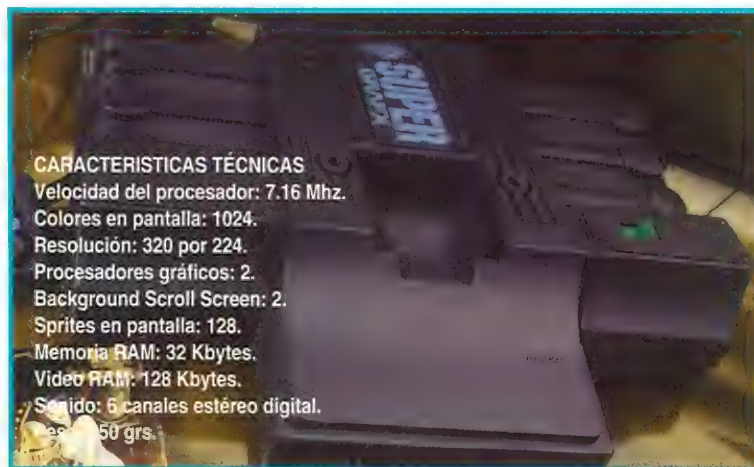 SUPER
CARACTERISTICAS TÉCNICAS
Velocidad del procesador: 7.16 Mhz.
Colores en pantalla: 1024.
Resolución: 320 por 224.
Procesadores gráficos: 2.
Background Scroll Screen: 2.
Sprites en pantalla: 128.
Memoria RAM: 32 Kbytes.
Video RAM: 128 Kbytes.
Sonido: 6 canales estéreo digital.
grs.